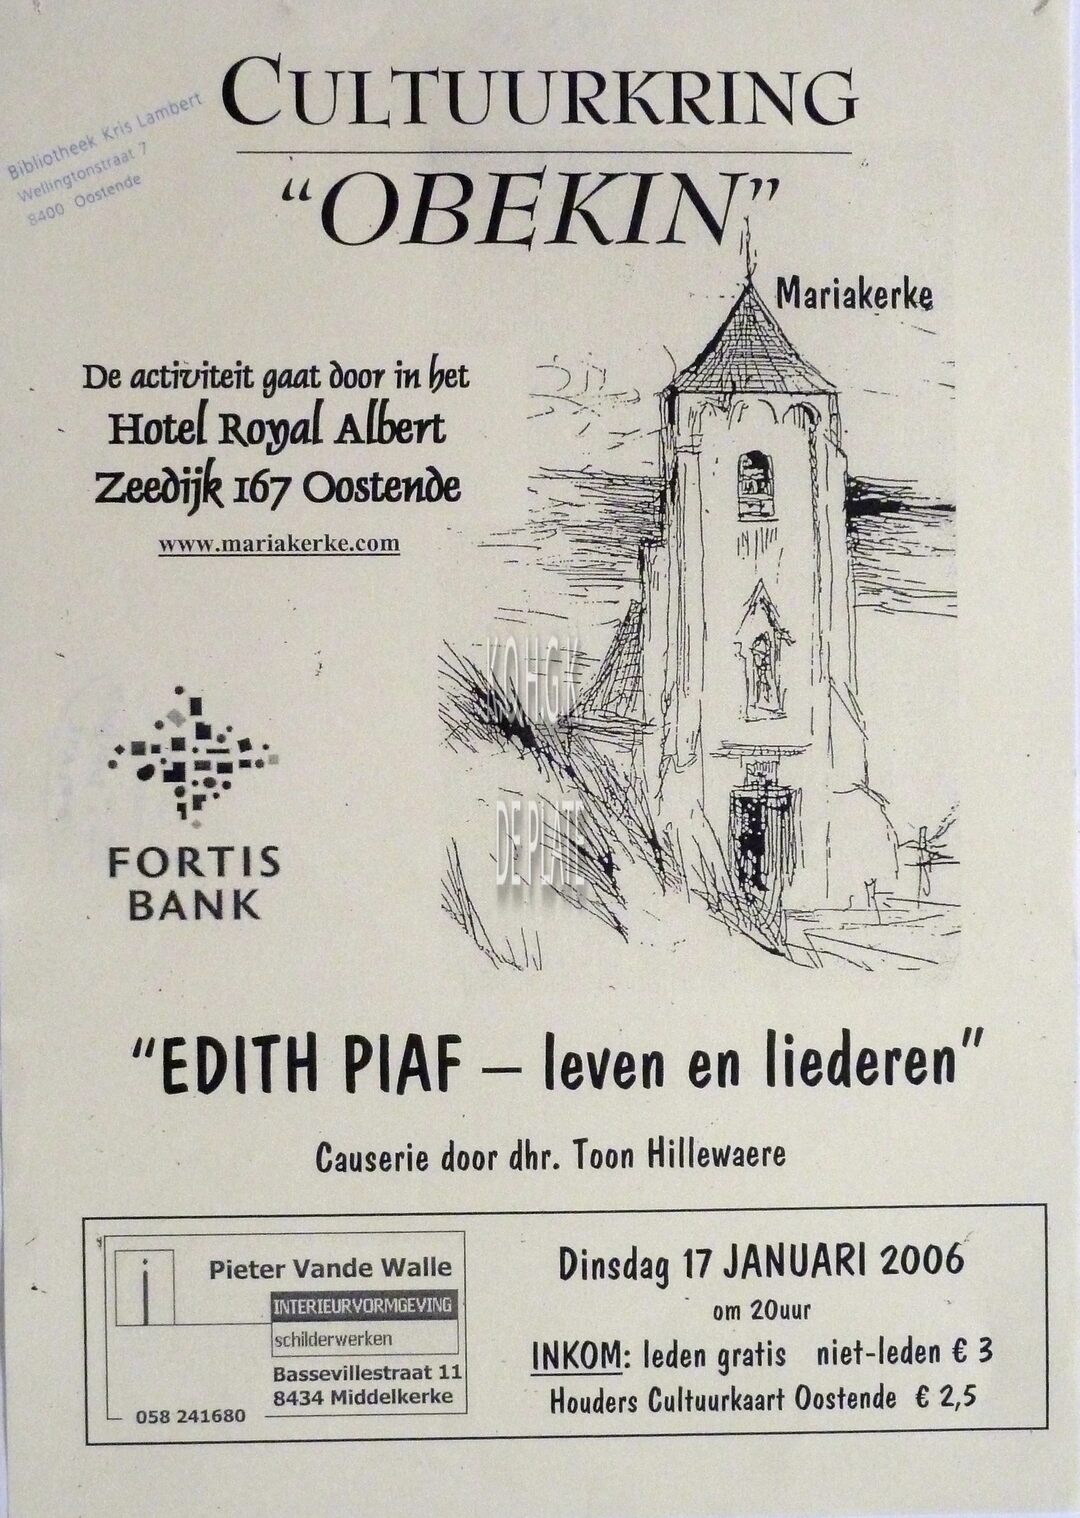 CULTUURKRING
Bibliotheek Kris Lambert
Wellingtonstraat 7
8400 Oostende
“OBEKIN”
Mariakerke
De activiteit gaat door in het
Hotel Royal Albert
Zeedijk 167 Oostende
www.mariakerke.com
KOHGK
DE PLATE
FORTIS
BANK
“EDITH PIAF – leven en liederen”
Causerie door dhr. Toon Hillewaere
i
Pieter Vande Walle
INTERIEURVORMGEVING
schilderwerken
Bassevillestraat 11
8434 Middelkerke
058 241680
Dinsdag 17 JANUARI 2006
om 20uur
INKOM: leden gratis niet-leden € 3
Houders Cultuurkaart Oostende € 2,5